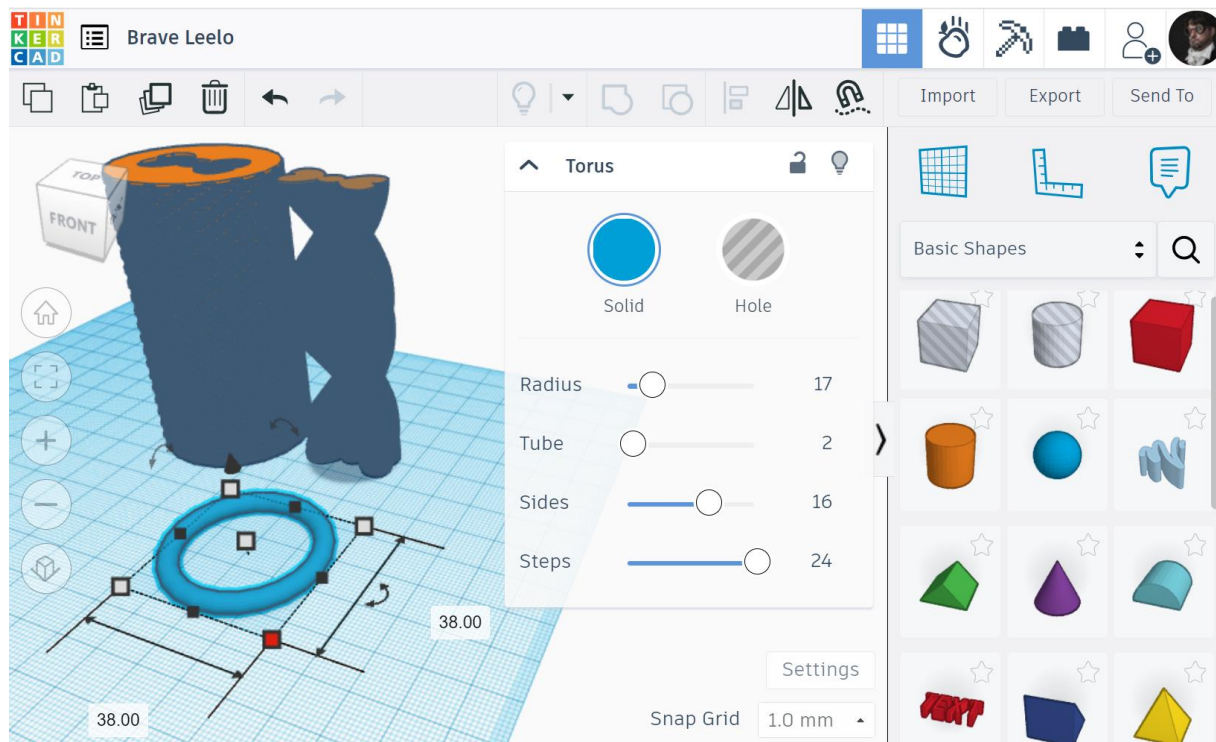 TIN
KER
CAD
Brave Leelo
Import
Export
Send To
TOP
FRONT
Torus
Solid
Hole
Radius
17
Tube
2
Sides
16
Steps
24
38.00
38.00
Settings
Snap Grid
1.0 mm
Basic Shapes
TEXT